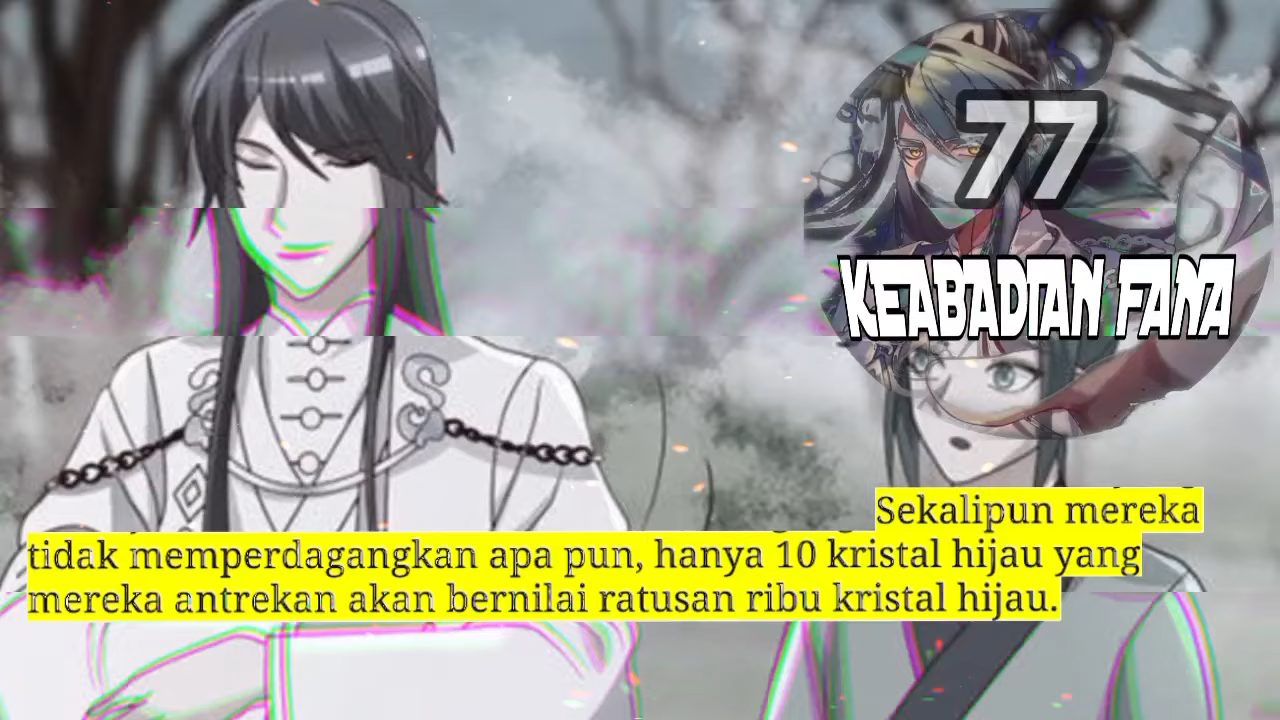 77
KEABADIAN FANA
Sekalipun mereka
tidak memperdagangkan apa pun, hanya 10 kristal hijau yang
mereka antrekan akan bernilai ratusan ribu kristal hijau.